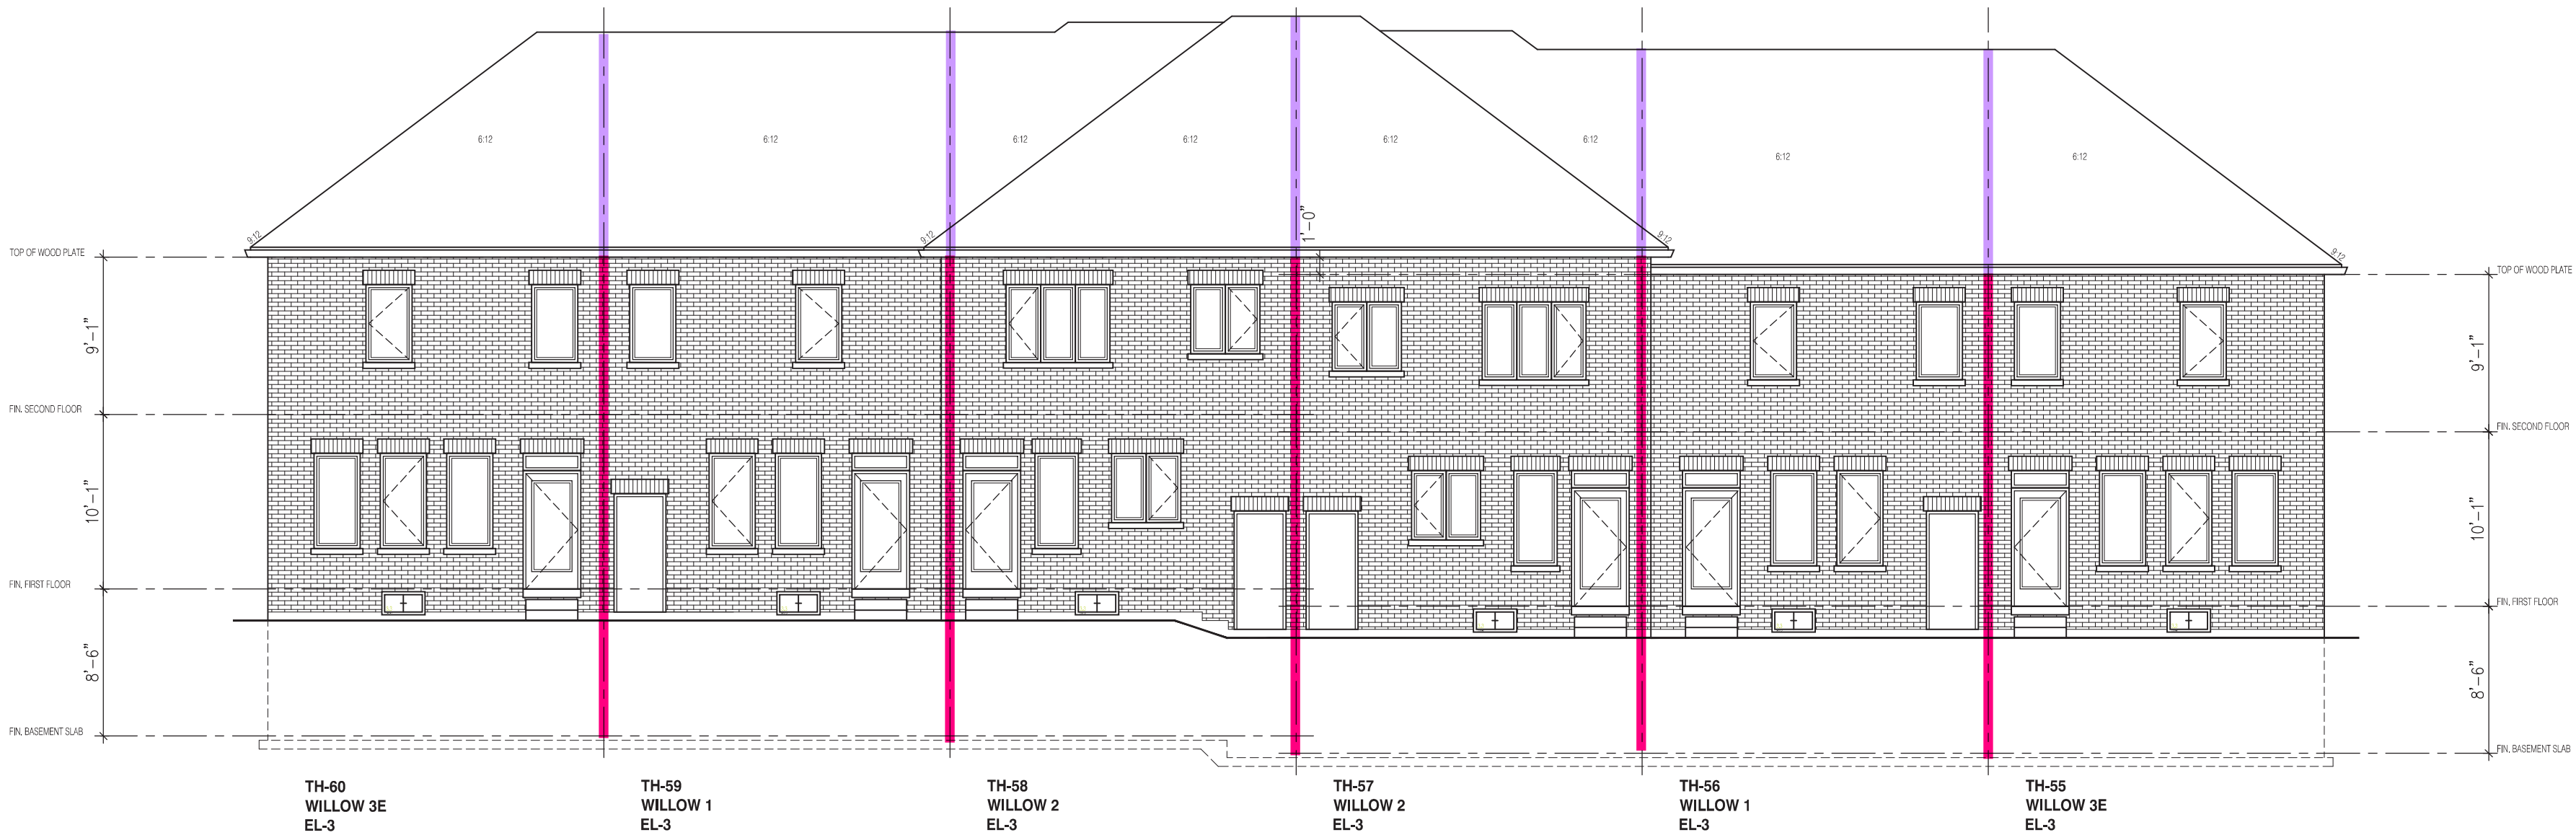 6:12
6:12
6:12
6:12
6:12
6:12
6:12
6:12
9:12
9:12
9:12
9:12
1'-0"
TOP OF WOOD PLATE
9'-1"
FIN. SECOND FLOOR
10'-1"
FIN. FIRST FLOOR
8'-6"
FIN. BASEMENT SLAB
TOP OF WOOD PLATE
9'-1"
FIN. SECOND FLOOR
10'-1"
FIN. FIRST FLOOR
8'-6"
FIN. BASEMENT SLAB
TH-60
WILLOW 3E
EL-3
TH-59
WILLOW 1
EL-3
TH-58
WILLOW 2
EL-3
TH-57
WILLOW 2
EL-3
TH-56
WILLOW 1
EL-3
TH-55
WILLOW 3E
EL-3